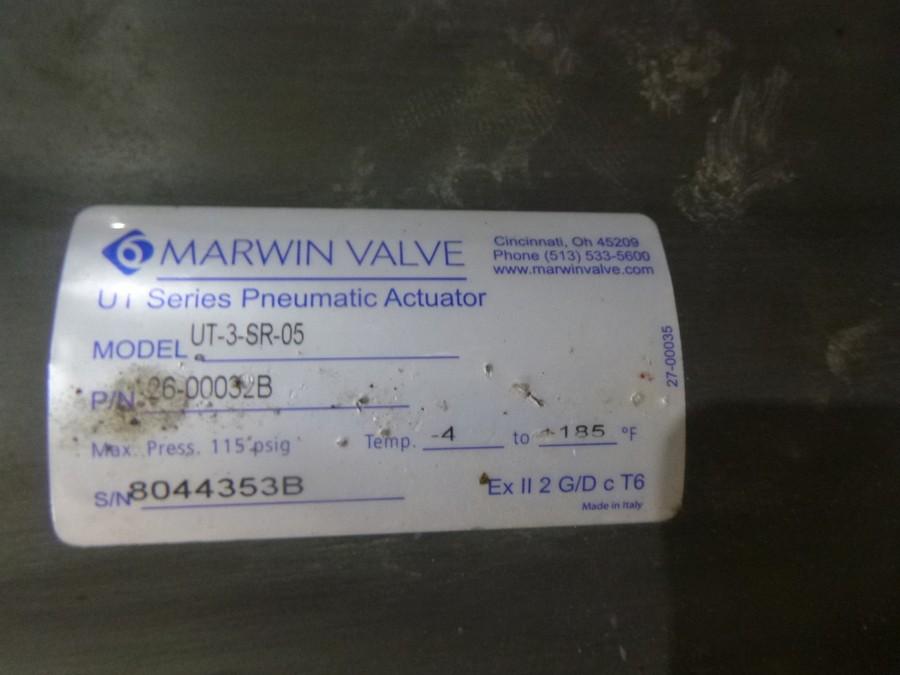 MARWIN VALVE
Cincinnati, Oh 45209
Phone (513) 533-5600
www.marwinvalve.com
UT Series Pneumatic Actuator
MODEL UT-3-SR-05
P/N 26-00032B
Max. Press. 115 psig Temp. -4 to +185 °F
S/N 8044353B
Ex II 2 G/D c T6
Made in Italy
27-00035